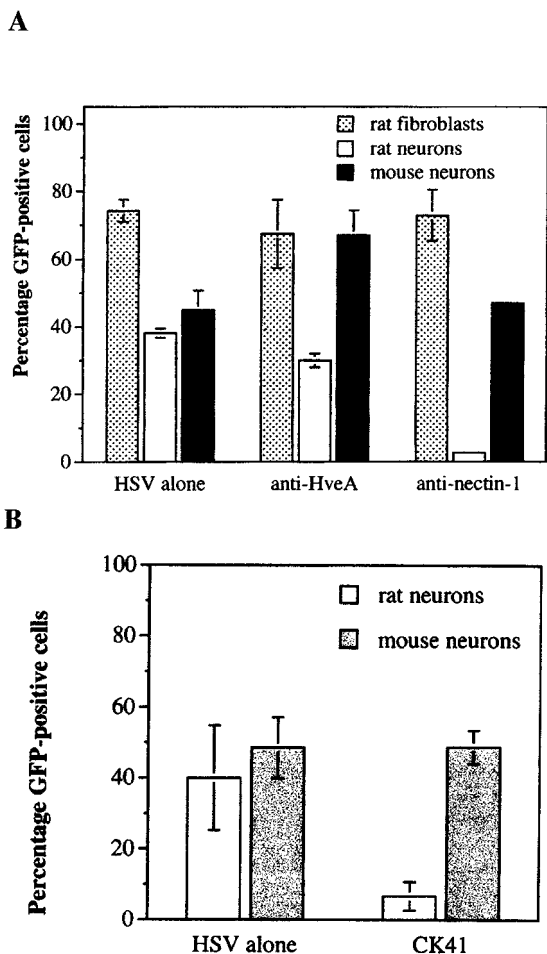 A
Percentage GFP-positive cells
100
80
60
40
20
0
rat fibroblasts
rat neurons
mouse neurons
HSV alone
anti-HveA
anti-nectin-1
B
Percentage GFP-positive cells
100
80
60
40
20
0
rat neurons
mouse neurons
HSV alone
CK41